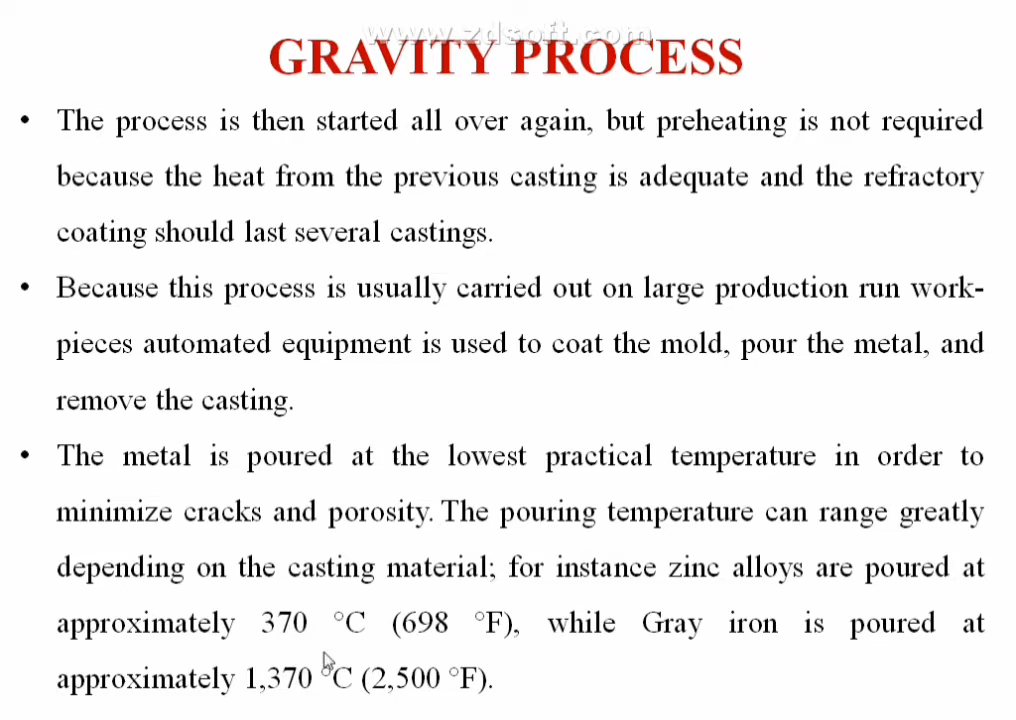 www.zdsoft.com
GRAVITY PROCESS
• The process is then started all over again, but preheating is not required
because the heat from the previous casting is adequate and the refractory
coating should last several castings.
• Because this process is usually carried out on large production run work-
pieces automated equipment is used to coat the mold, pour the metal, and
remove the casting.
• The metal is poured at the lowest practical temperature in order to
minimize cracks and porosity. The pouring temperature can range greatly
depending on the casting material; for instance zinc alloys are poured at
approximately 370 °C (698 °F), while Gray iron is poured at
approximately 1,370 °C (2,500 °F).